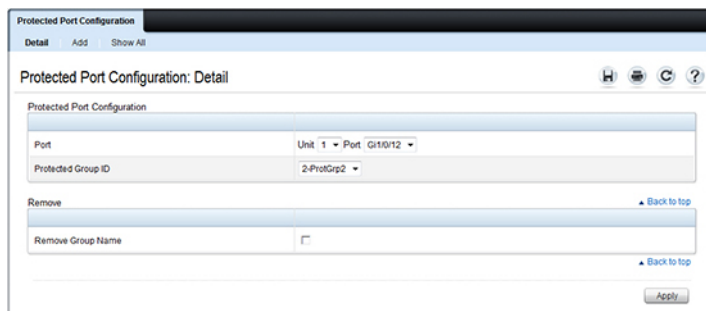 Protected Port Configuration
Detail Add Show All
Protected Port Configuration: Detail
?
Protected Port Configuration
Port Unit 1 Port Gi1/0/12
Protected Group ID 2-ProtGrp2
Remove ▲ Back to top
Remove Group Name
▲ Back to top
Apply